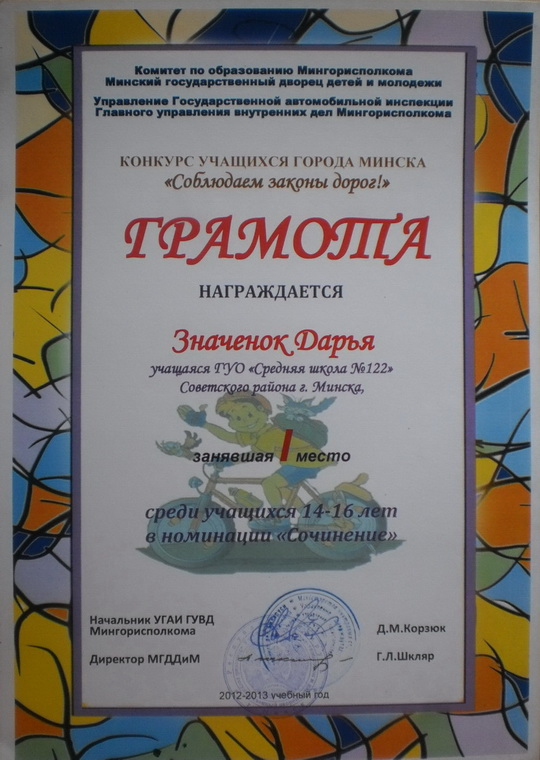 Комитет по образованию Мингорисполкома
Минский государственный дворец детей и молодежи
Управление Государственной автомобильной инспекции
Главного управления внутренних дел Мингорисполкома
КОНКУРС УЧАЩИХСЯ ГОРОДА МИНСКА
«Соблюдаем законы дорог!»
ГРАМОТА
НАГРАЖДАЕТСЯ
Значенок Дарья
учащаяся ГУО «Средняя школа №122»
Советского района г. Минска,
занявшая I место
среди учащихся 14-16 лет
в номинации «Сочинение»
Начальник УГАИ ГУВД
Мингорисполкома
Д.М.Корзюк
Директор МГДДиМ
Г.Л.Шкляр
2012-2013 учебный год